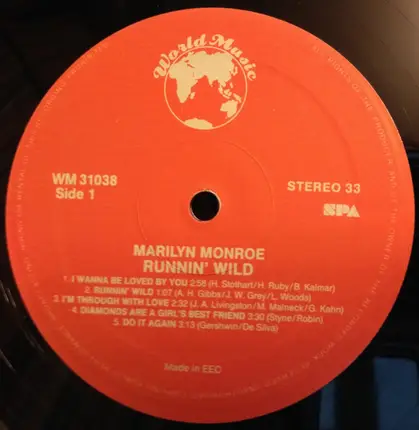 World Music
WM 31038
Side 1
STEREO 33
SPA
MARILYN MONROE
RUNNIN' WILD
1. I WANNA BE LOVED BY YOU 2:58 (H. Stothart/H. Ruby/B. Kalmar)
2. RUNNIN' WILD 1:07 (A. H. Gibbs/J. W. Grey/L. Woods)
3. I'M THROUGH WITH LOVE 2:32 (J. A. Livingston/M. Malneck/G. Kahn)
4. DIAMONDS ARE A GIRL'S BEST FRIEND 3:30 (Styne/Robin)
5. DO IT AGAIN 3:13 (Gershwin/De Silva)
Made in EEC